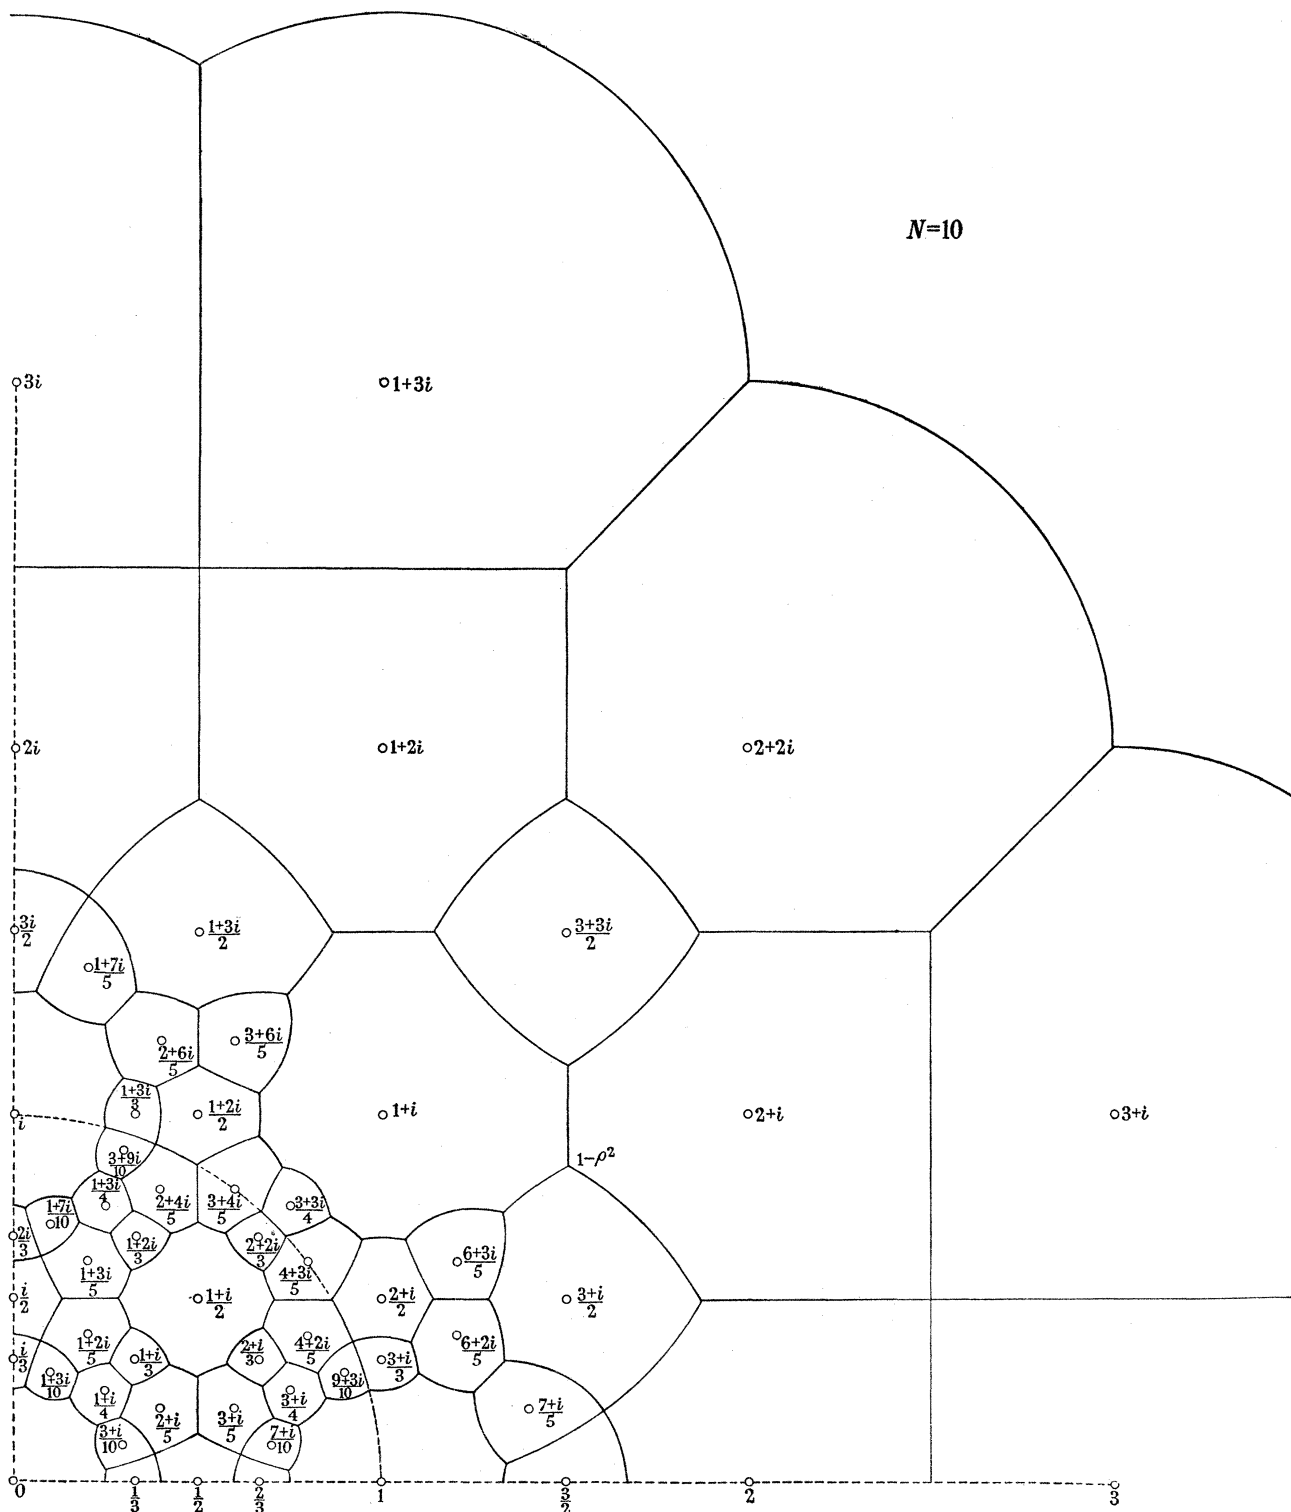 N=10
3i
1+3i
2i
1+2i
2+2i
3i/2
1+3i/2
3+3i/2
1+7i/5
2+6i/5
3+6i/5
1+3i/3
1+2i/2
i
1+i
2+i
3+i
3+9i/10
1-ρ²
1+3i/4
2+4i/5
3+4i/5
3+3i/4
1+7i/10
2i/3
1+2i/3
2+2i/3
1+3i/5
4+3i/5
6+3i/5
i/2
1+i/2
2+i/2
3+i/2
1+2i/5
4+2i/5
6+2i/5
i/3
1+i/3
2+i/3
3+i/3
1+3i/10
9+3i/10
1+i/4
3+i/4
2+i/5
3+i/5
7+i/5
3+i/10
7+i/10
0 1/3 1/2 2/3 1 3/2 2 3